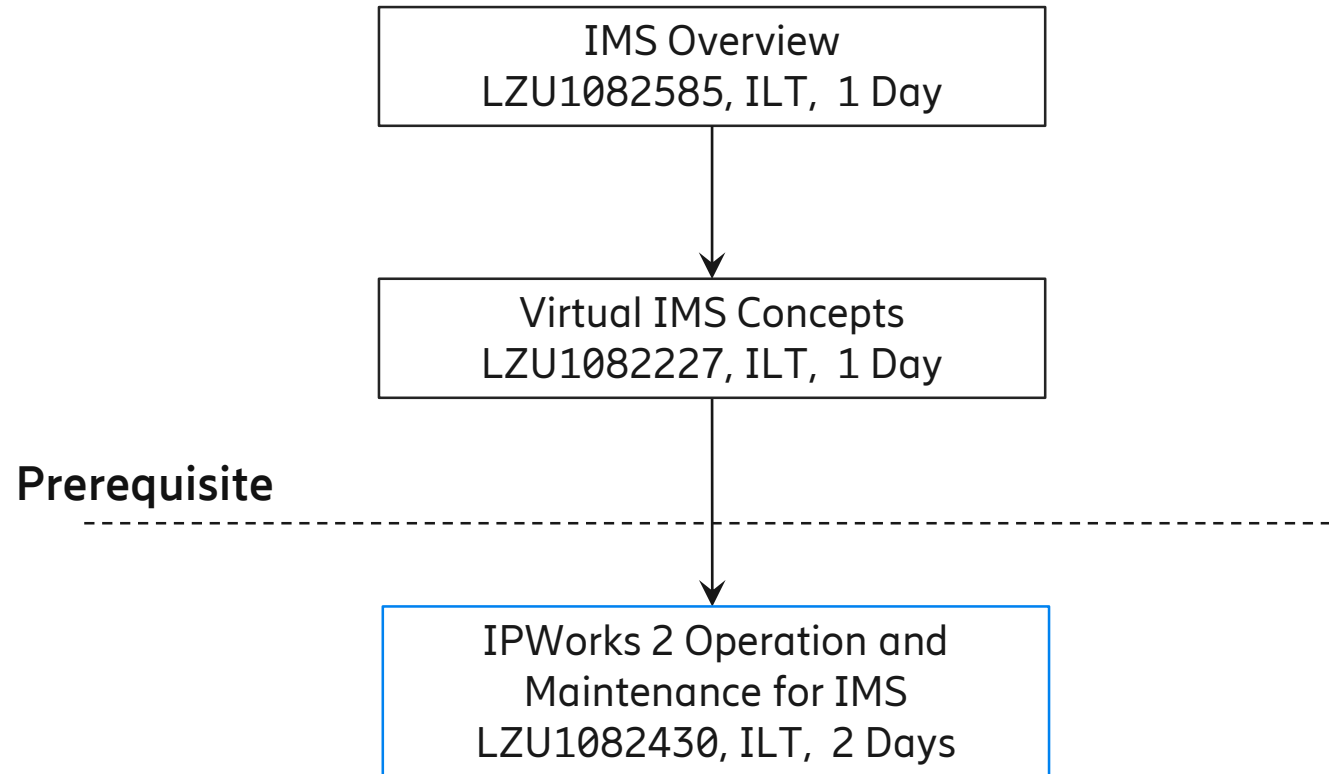 IMS Overview
LZU1082585, ILT, 1 Day
Virtual IMS Concepts
LZU1082227, ILT, 1 Day
Prerequisite
IPWorks 2 Operation and
Maintenance for IMS
LZU1082430, ILT, 2 Days